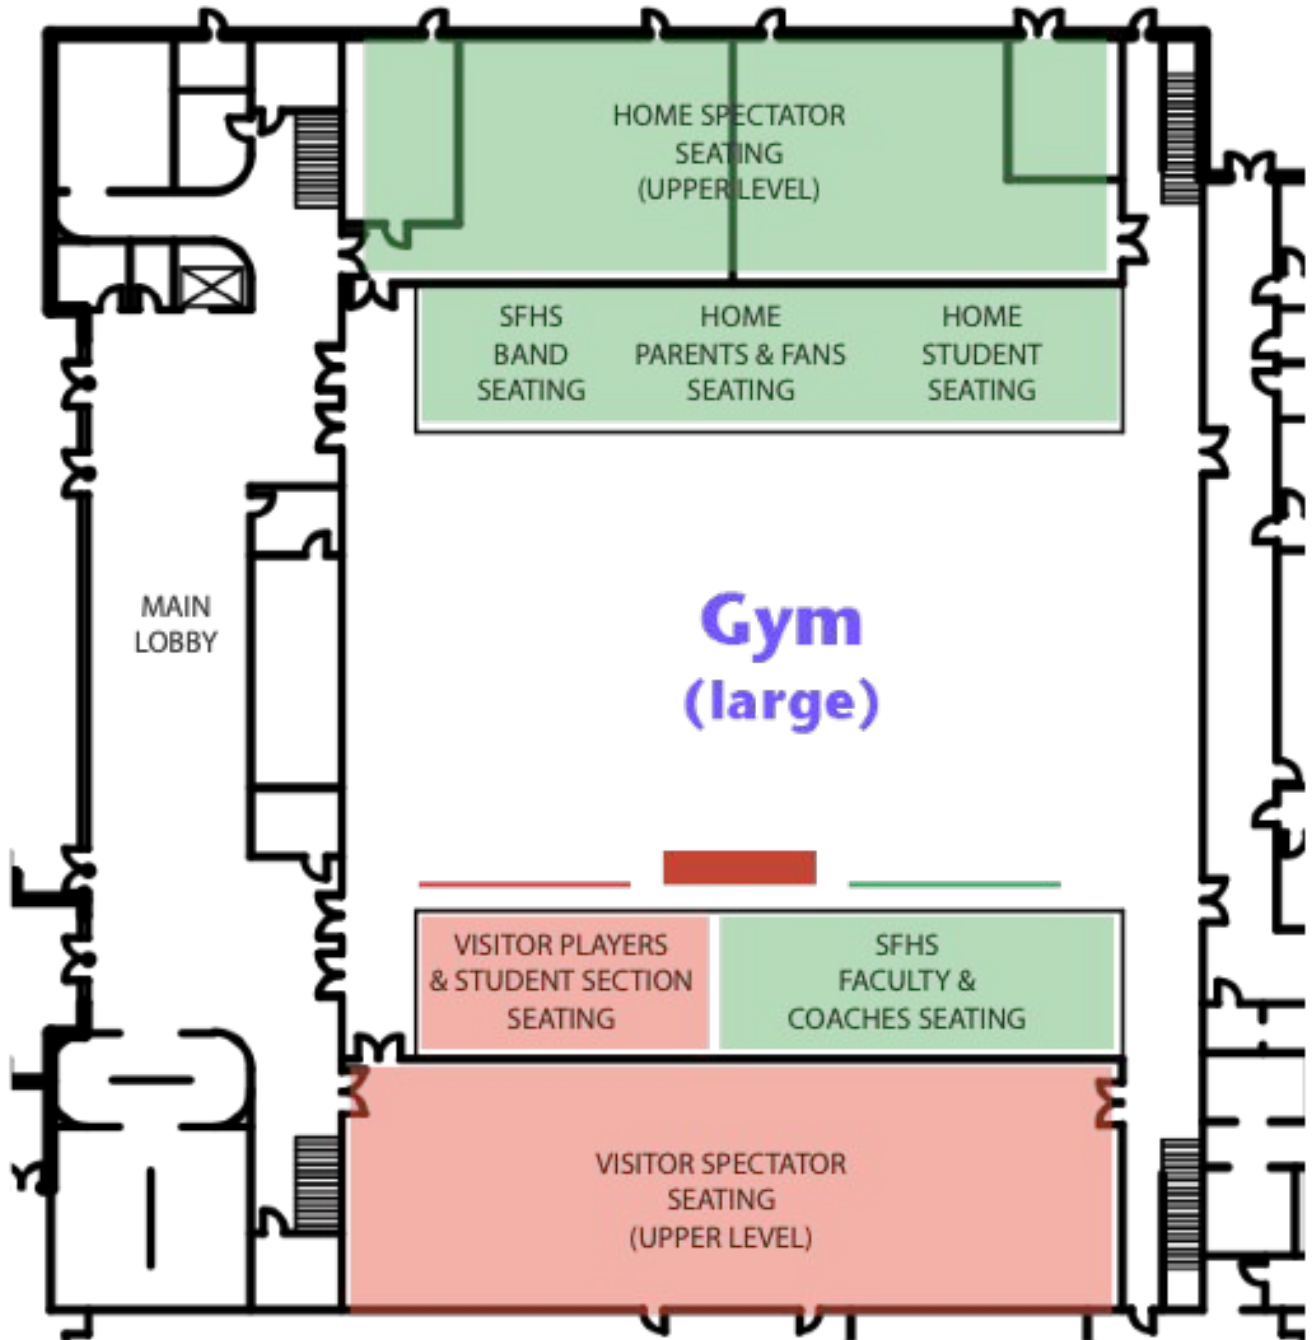 HOME SPECTATOR
SEATING
(UPPER LEVEL)
SFHS
BAND
SEATING
HOME
PARENTS & FANS
SEATING
HOME
STUDENT
SEATING
MAIN
LOBBY
Gym
(large)
VISITOR PLAYERS
& STUDENT SECTION
SEATING
SFHS
FACULTY &
COACHES SEATING
VISITOR SPECTATOR
SEATING
(UPPER LEVEL)